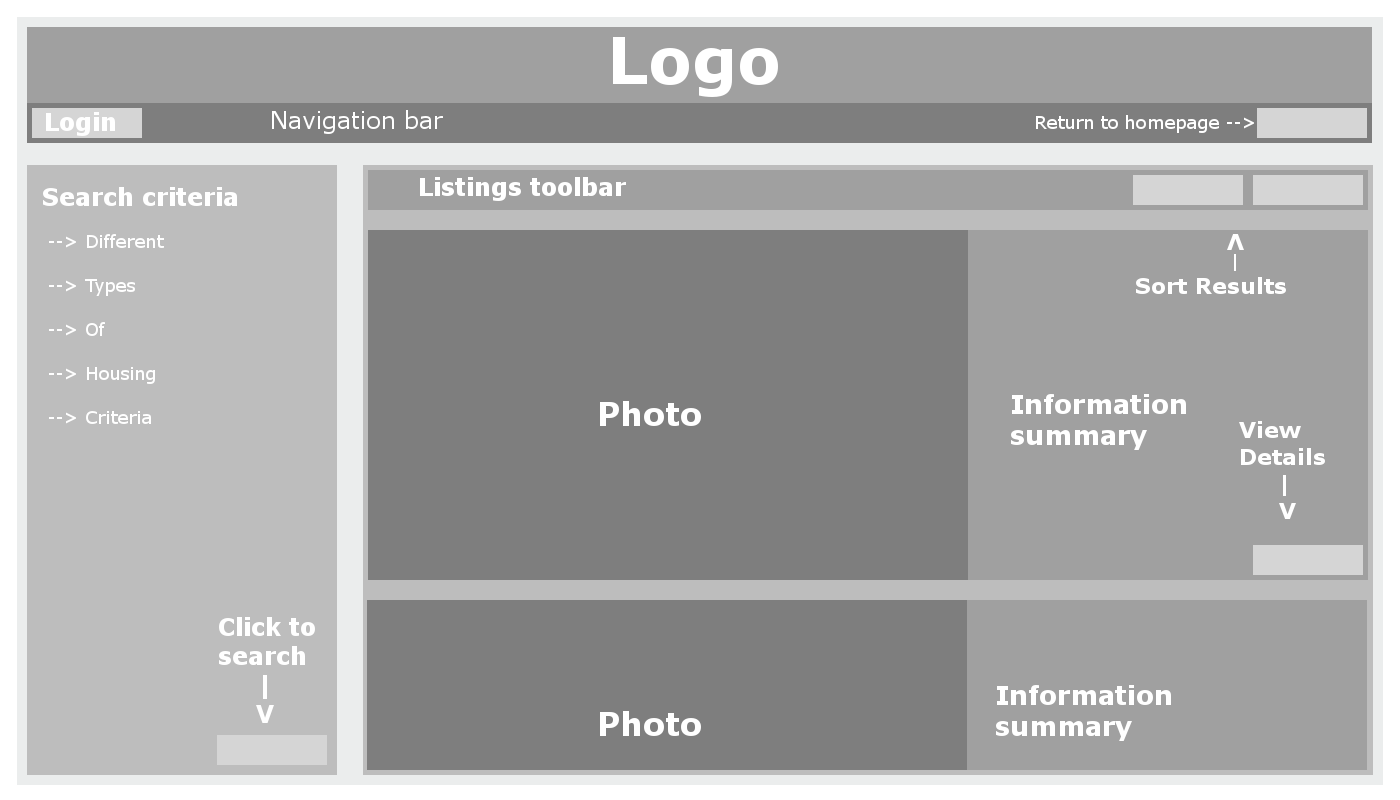 Logo
Login
Navigation bar
Return to homepage -->
Search criteria
--> Different
--> Types
--> Of
--> Housing
--> Criteria
Click to
search
|
V
Listings toolbar
Photo
Λ
|
Sort Results
Information
summary
View
Details
|
V
Photo
Information
summary